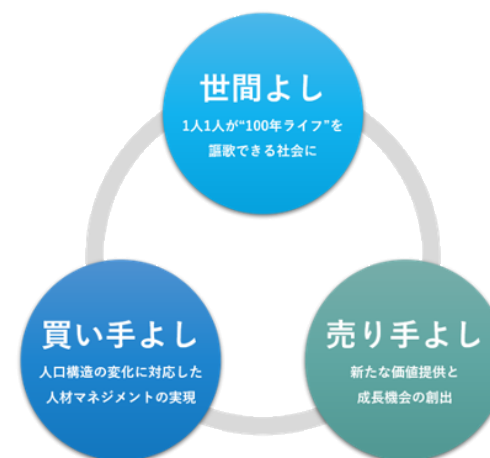 世間よし
1人1人が“100年ライフ”を
謳歌できる社会に
買い手よし
人口構造の変化に対応した
人材マネジメントの実現
売り手よし
新たな価値提供と
成長機会の創出